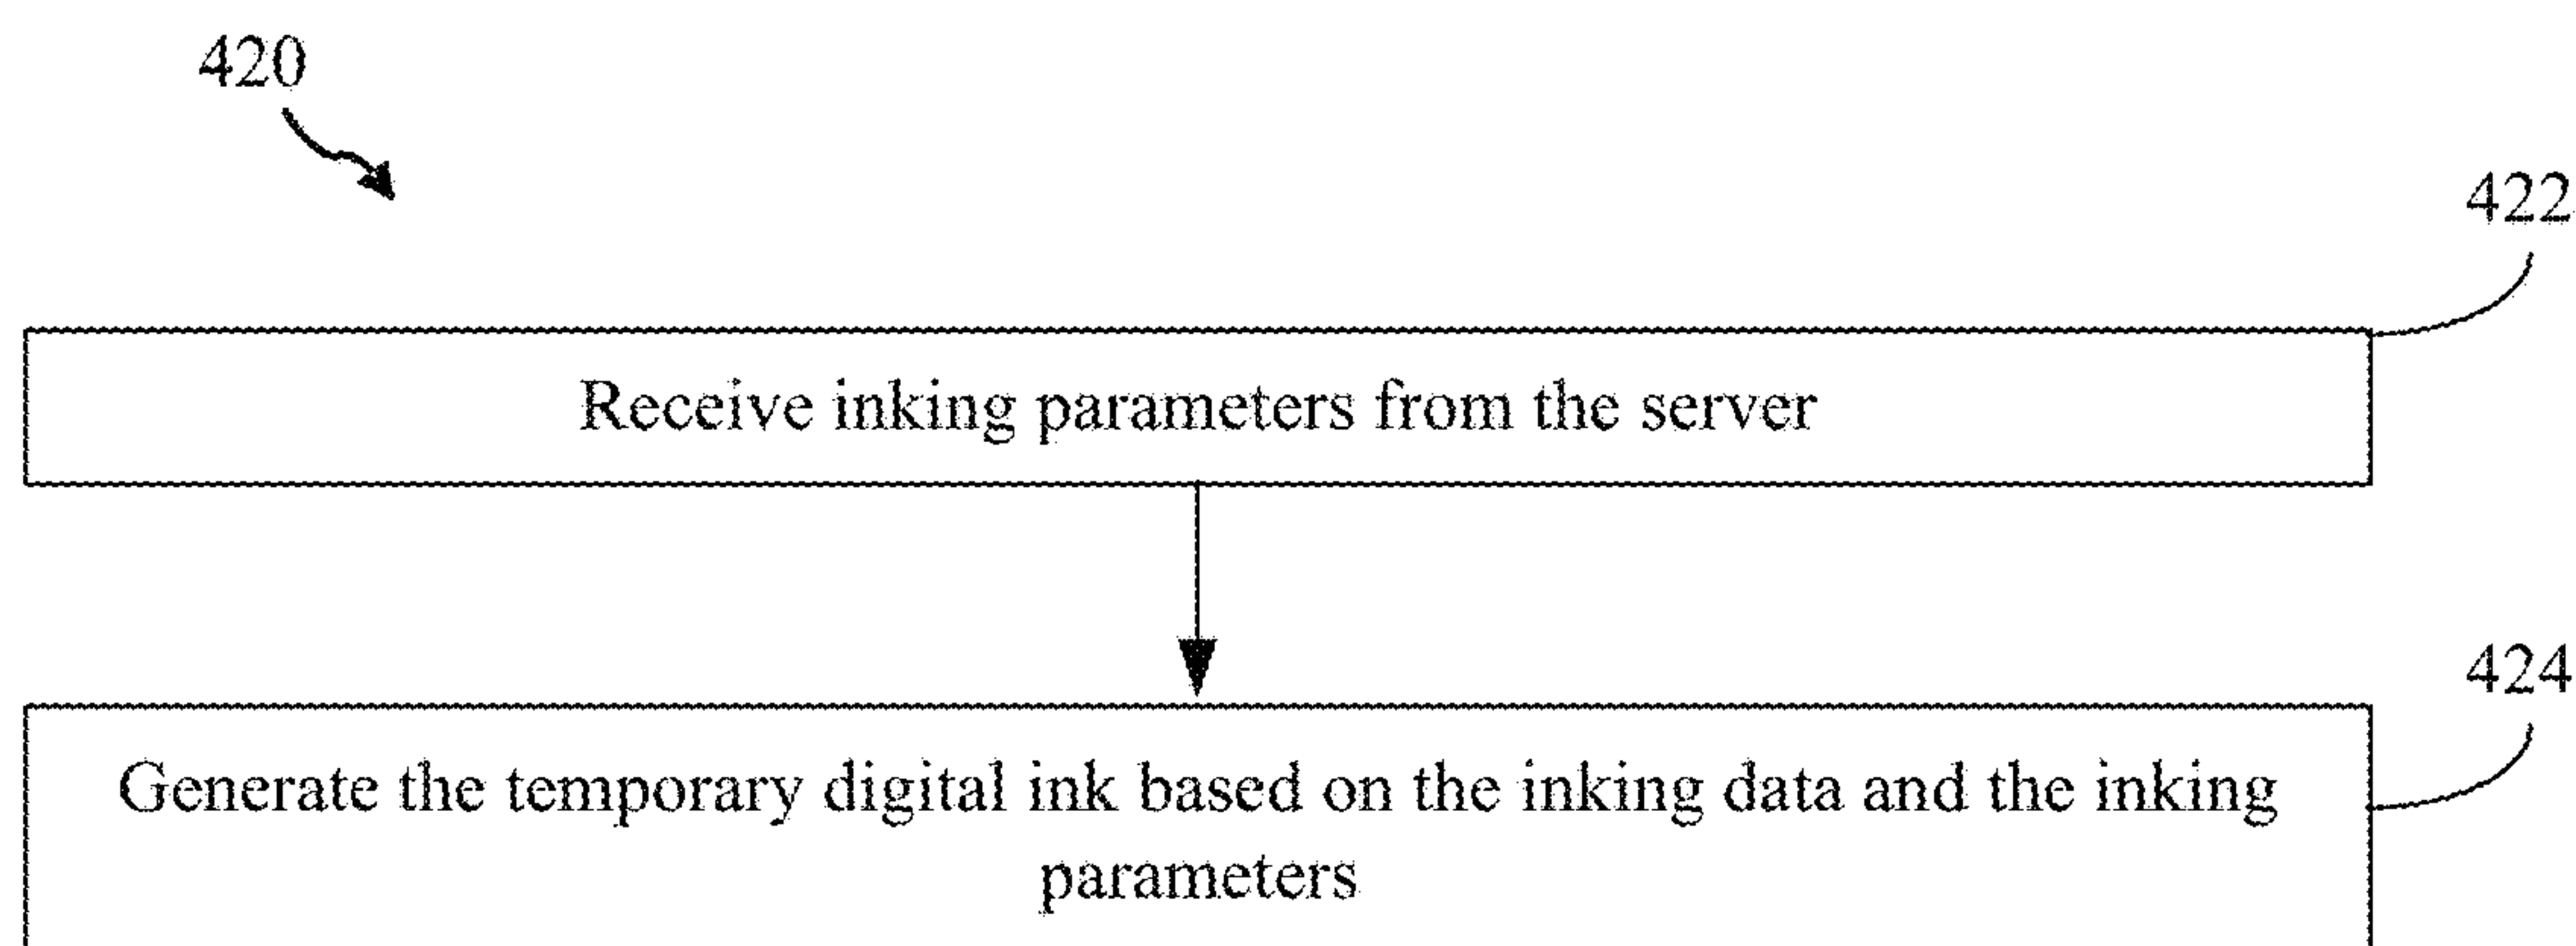 420
422
Receive inking parameters from the server
424
Generate the temporary digital ink based on the inking data and the inking
parameters